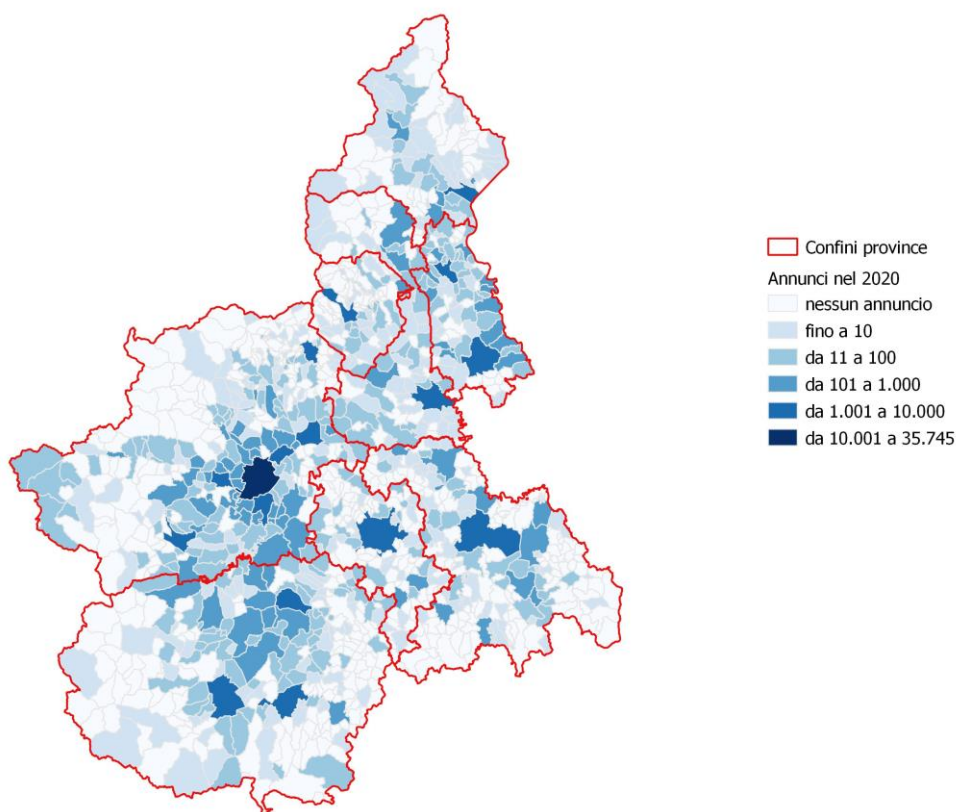 Confini province
Annunci nel 2020
nessun annuncio
fino a 10
da 11 a 100
da 101 a 1.000
da 1.001 a 10.000
da 10.001 a 35.745